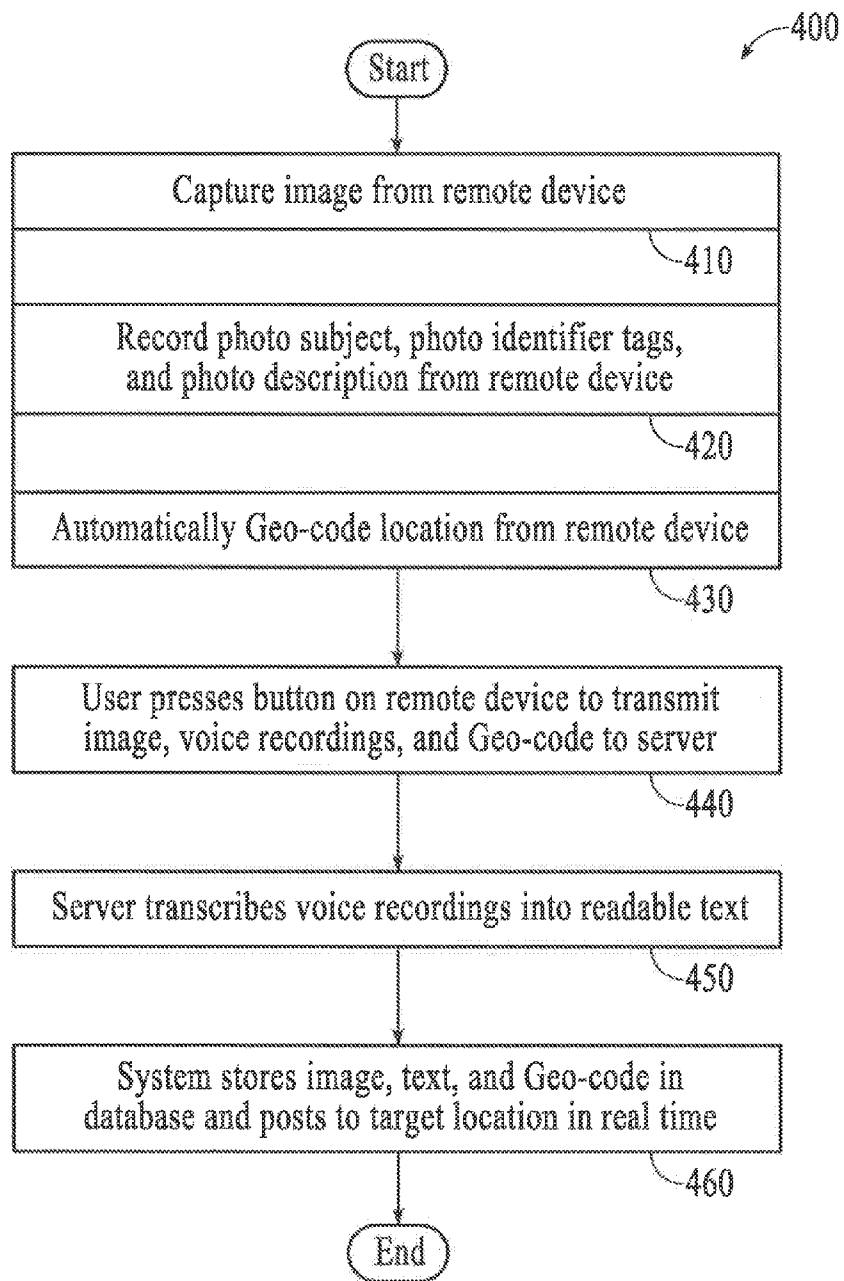 400
Start
Capture image from remote device
410
Record photo subject, photo identifier tags,
and photo description from remote device
420
Automatically Geo-code location from remote device
430
User presses button on remote device to transmit
image, voice recordings, and Geo-code to server
440
Server transcribes voice recordings into readable text
450
System stores image, text, and Geo-code in
database and posts to target location in real time
460
End